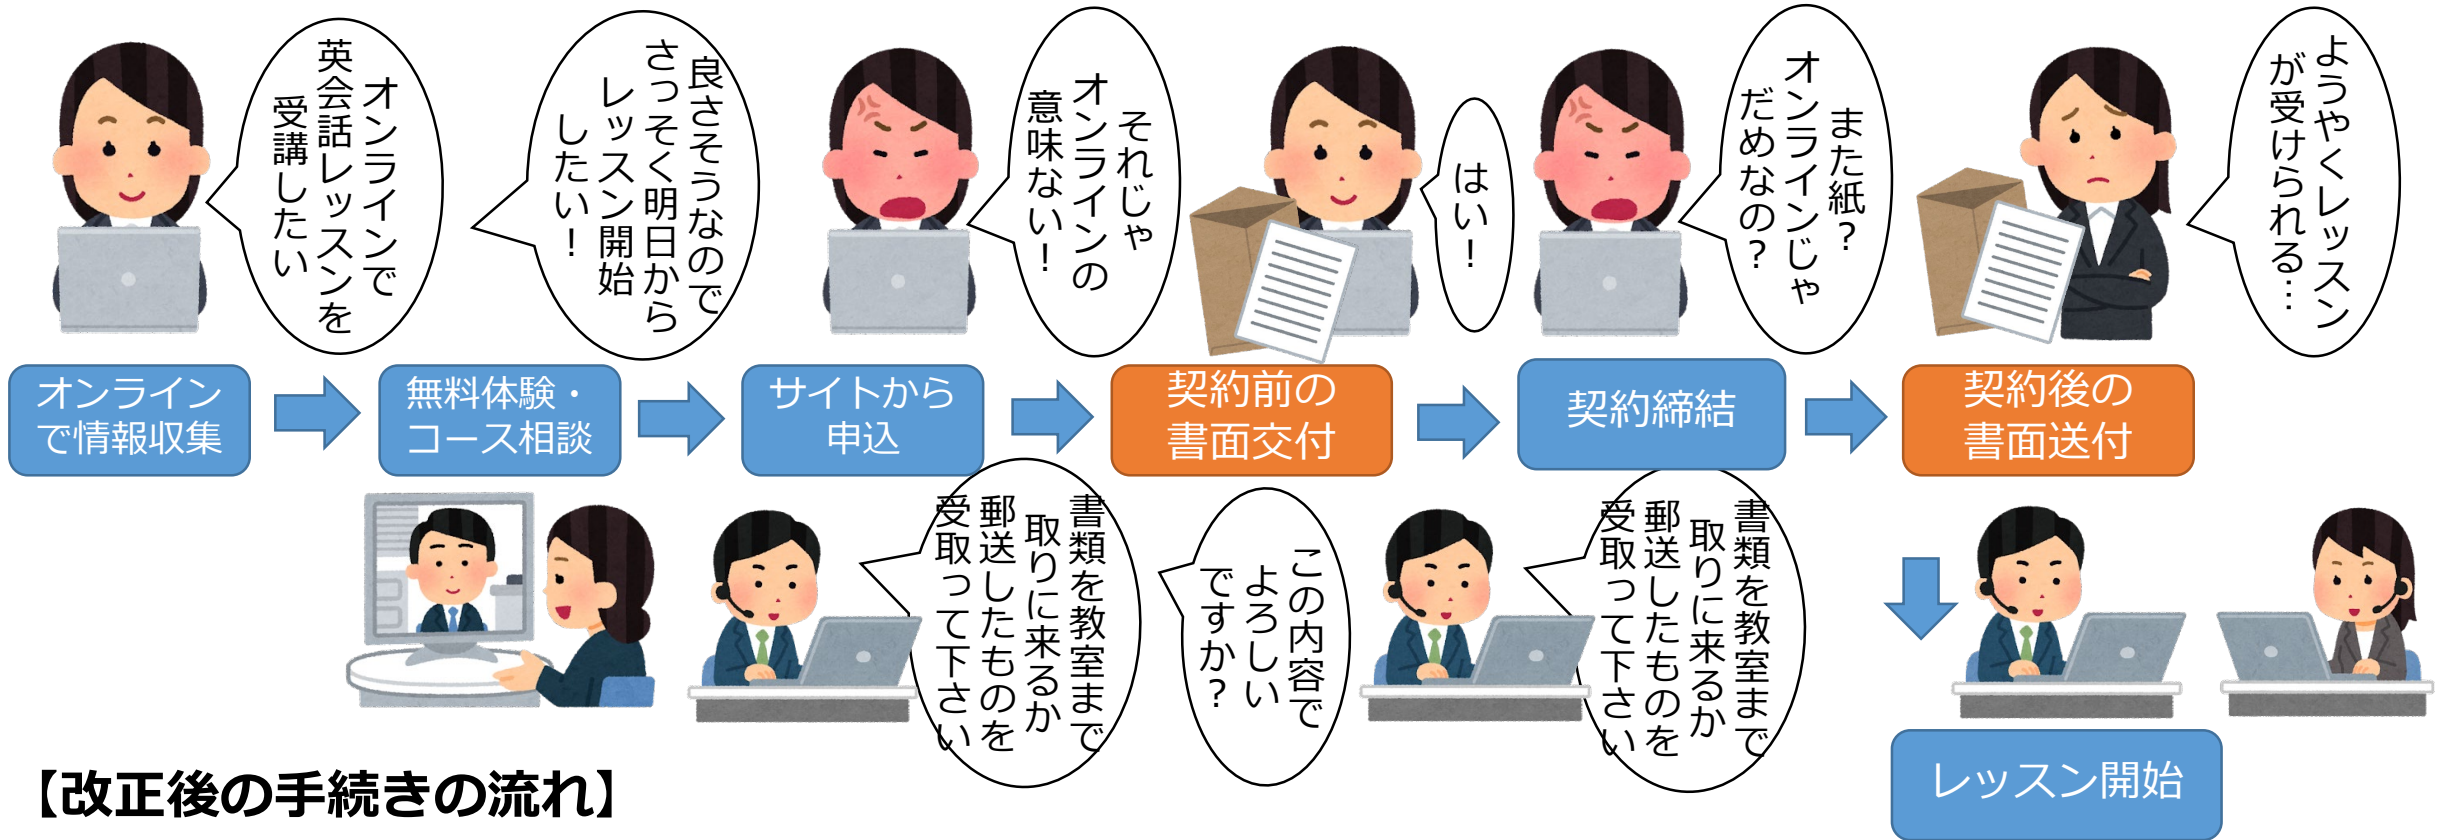 オンラインで
英会話レッスンを
受講したい
良さそうなので
さっそく明日から
レッスン開始
したい！
それじゃ
オンラインの
意味ない！
はい！
また紙？
オンラインじゃ
だめなの？
ようやくレッスン
が受けられる…
オンライン
で情報収集
無料体験・
コース相談
サイトから
申込
契約前の
書面交付
契約締結
契約後の
書面送付
書類を教室まで
取りに来るか
郵送したものを
受取って下さい
この内容で
よろしい
ですか？
書類を教室まで
取りに来るか
郵送したものを
受取って下さい
レッスン開始
【改正後の手続きの流れ】